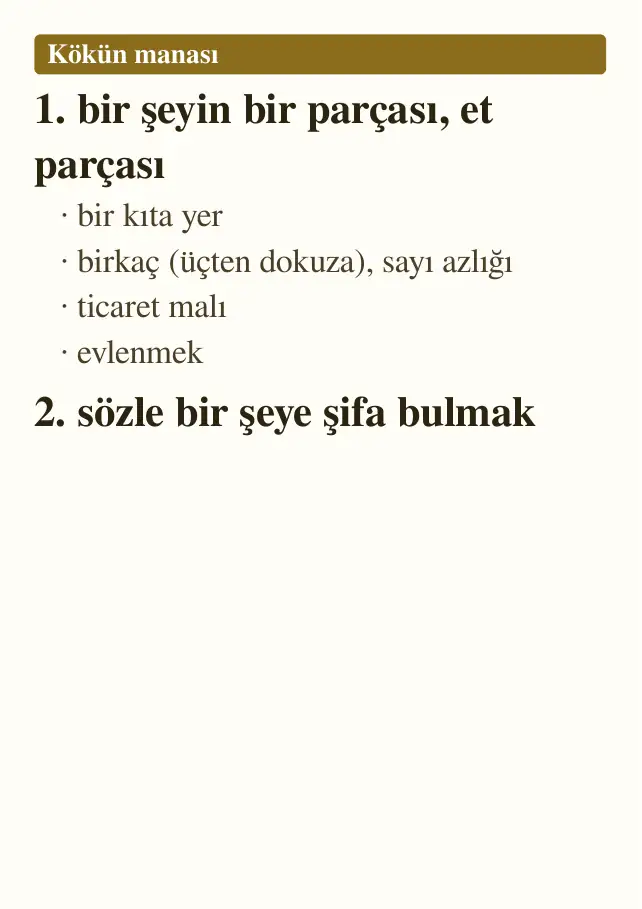 Kökün manası
1. bir şeyin bir parçası, et
parçası
· bir kıta yer
· birkaç (üçten dokuza), sayı azlığı
· ticaret malı
· evlenmek
2. sözle bir şeye şifa bulmak